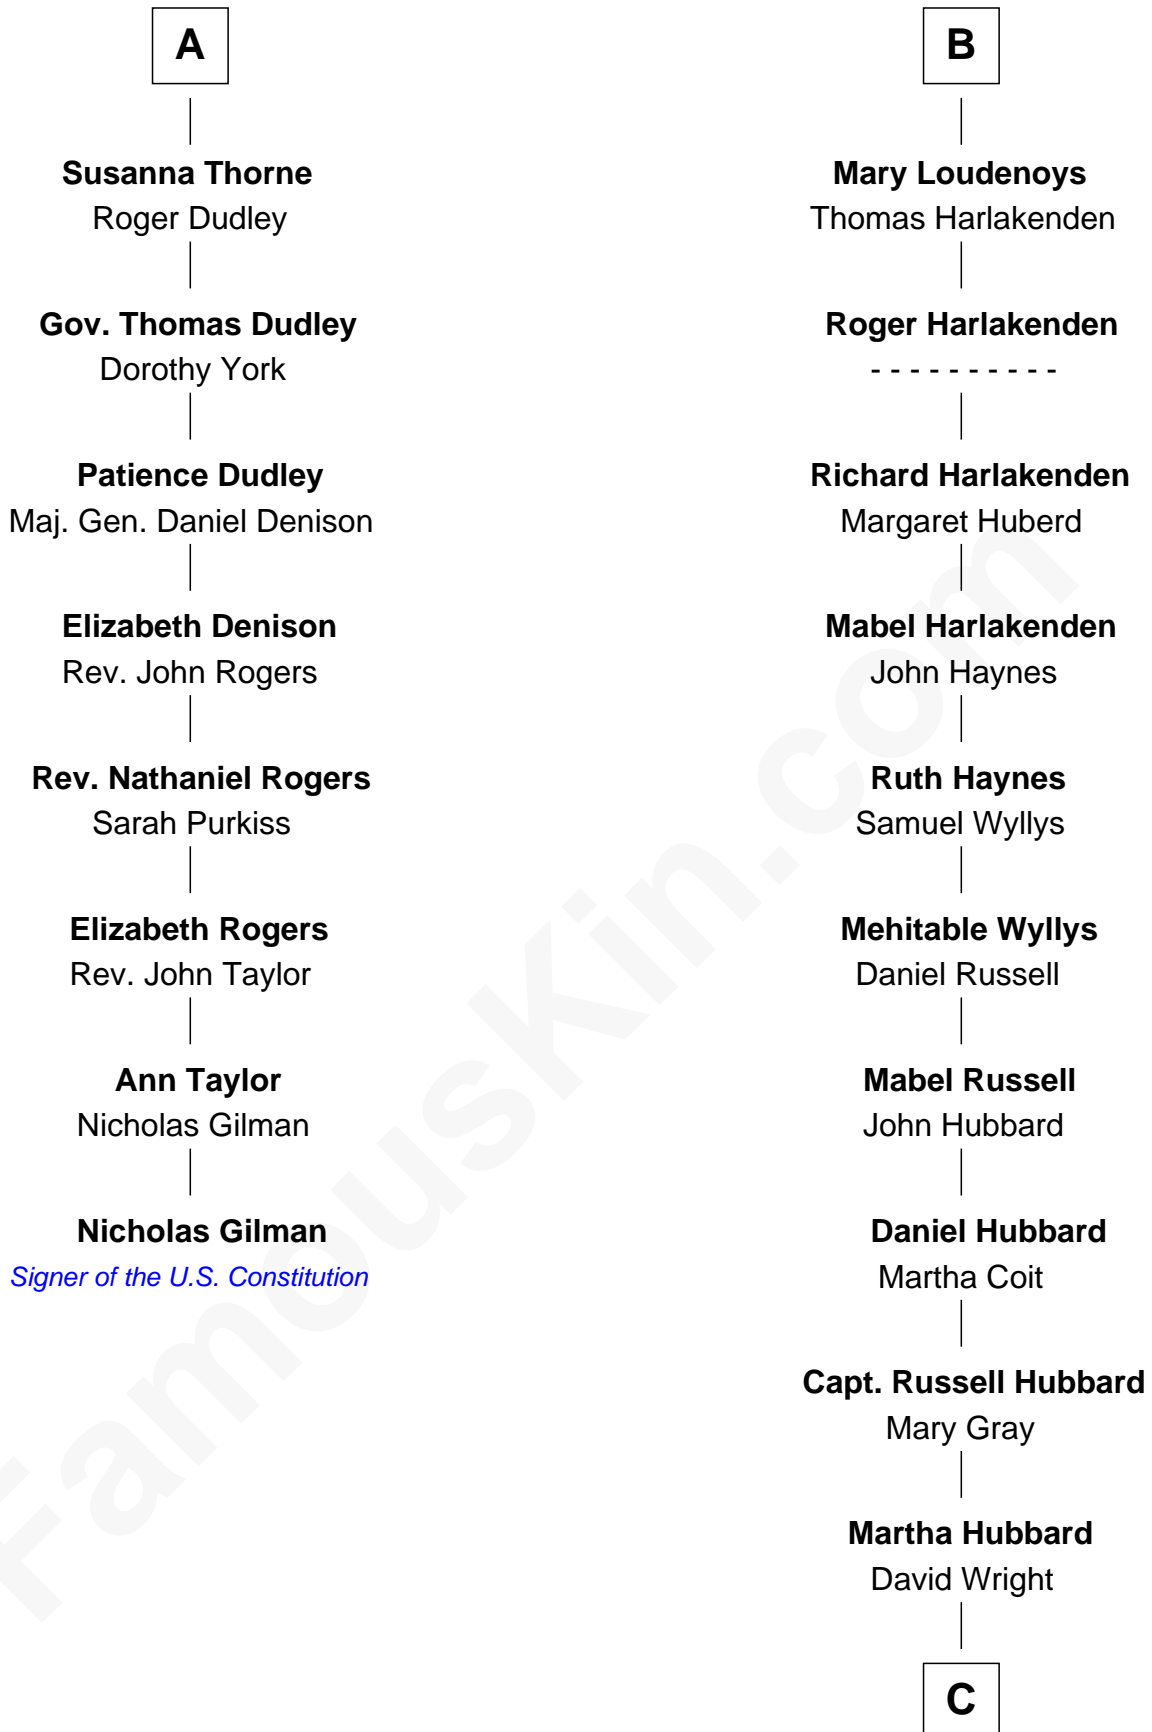 A
Susanna Thorne
Roger Dudley
Gov. Thomas Dudley
Dorothy York
Patience Dudley
Maj. Gen. Daniel Denison
Elizabeth Denison
Rev. John Rogers
Rev. Nathaniel Rogers
Sarah Purkiss
Elizabeth Rogers
Rev. John Taylor
Ann Taylor
Nicholas Gilman
Nicholas Gilman
Signer of the U.S. Constitution
B
Mary Loudenoys
Thomas Harlakenden
Roger Harlakenden
- - - - - - - - - -
Richard Harlakenden
Margaret Huberd
Mabel Harlakenden
John Haynes
Ruth Haynes
Samuel Wyllys
Mehitable Wyllys
Daniel Russell
Mabel Russell
John Hubbard
Daniel Hubbard
Martha Coit
Capt. Russell Hubbard
Mary Gray
Martha Hubbard
David Wright
C
FamousKin.com